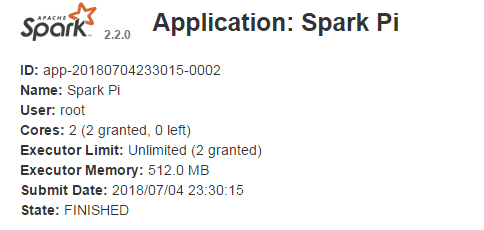 APACHE
Spark 2.2.0 Application: Spark Pi
ID: app-20180704233015-0002
Name: Spark Pi
User: root
Cores: 2 (2 granted, 0 left)
Executor Limit: Unlimited (2 granted)
Executor Memory: 512.0 MB
Submit Date: 2018/07/04 23:30:15
State: FINISHED